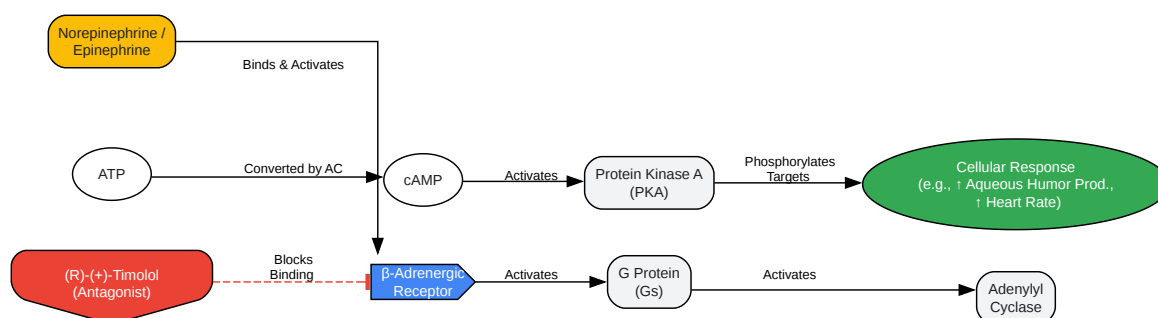 Norepinephrine /
Epinephrine
Binds & Activates
ATP
Converted by AC
cAMP
Activates
Protein Kinase A
(PKA)
Phosphorylates
Targets
Cellular Response
(e.g., ↑ Aqueous Humor Prod.,
↑ Heart Rate)
(R)-(+)-Timolol
(Antagonist)
Blocks
Binding
β-Adrenergic
Receptor
Activates
G Protein
(Gs)
Activates
Adenylyl
Cyclase